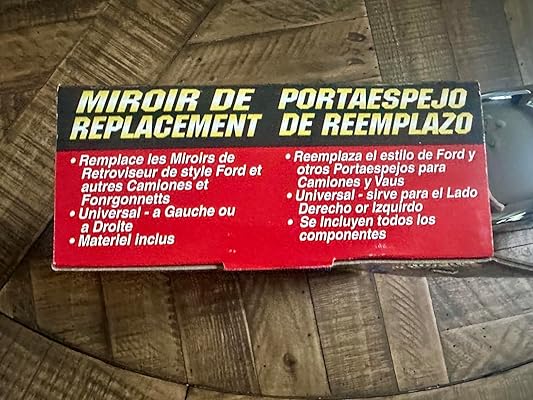 MIROIR DE
REPLACEMENT
• Remplace les Miroirs de
Retroviseur de style Ford et
autres Camiones et
Fonrgonnetts
• Universal - a Gauche ou
a Droite
• Materiel inclus
PORTAESPEJO
DE REEMPLAZO
• Reemplaza el estilo de Ford y
otros Portaespejos para
Camiones y Vaus
• Universal - sirve para el Lado
Derecho or Izquirdo
• Se Incluyen todos los
componentes